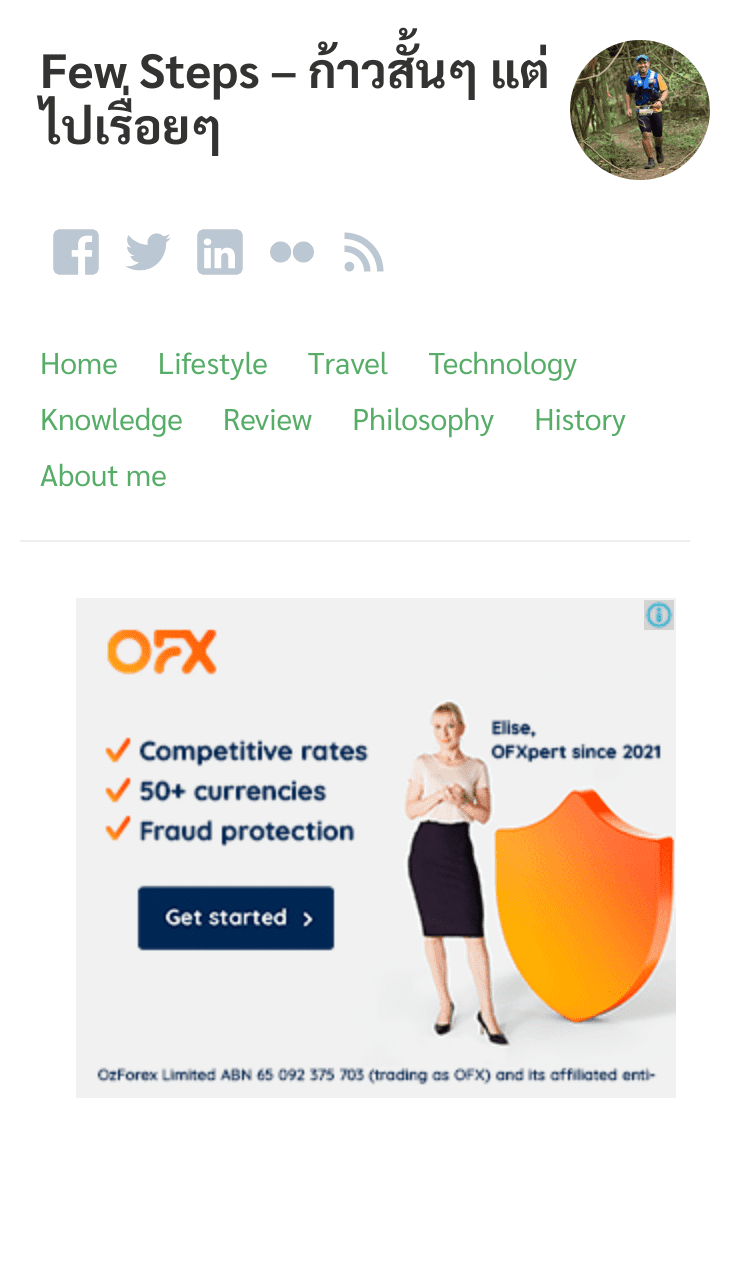 Few Steps – ก้าวสั้นๆ แต่
ไปเรื่อยๆ
Home Lifestyle Travel Technology
Knowledge Review Philosophy History
About me
OFX
Competitive rates
50+ currencies
Fraud protection
Elise,
OFXpert since 2021
Get started
OzForex Limited ABN 65 092 375 703 (trading as OFX) and its affiliated enti-